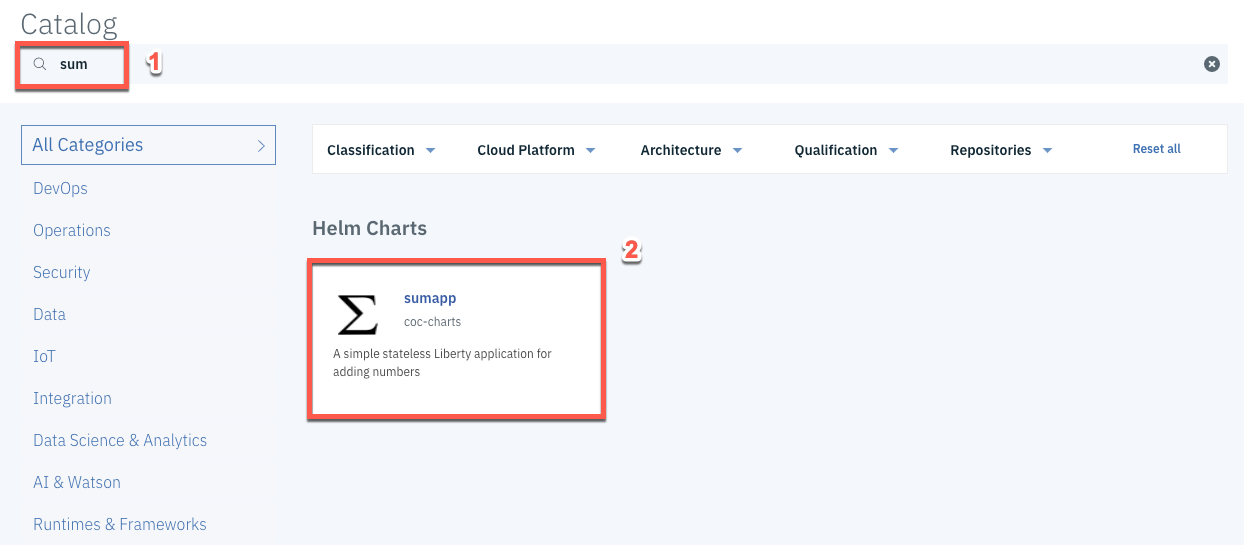 Catalog
sum
1
All Categories
Classification Cloud Platform Architecture Qualification Repositories Reset all
DevOps
Operations
Security
Data
IoT
Integration
Data Science & Analytics
AI & Watson
Runtimes & Frameworks
Helm Charts
2
Σ
sumapp
coc-charts
A simple stateless Liberty application for
adding numbers